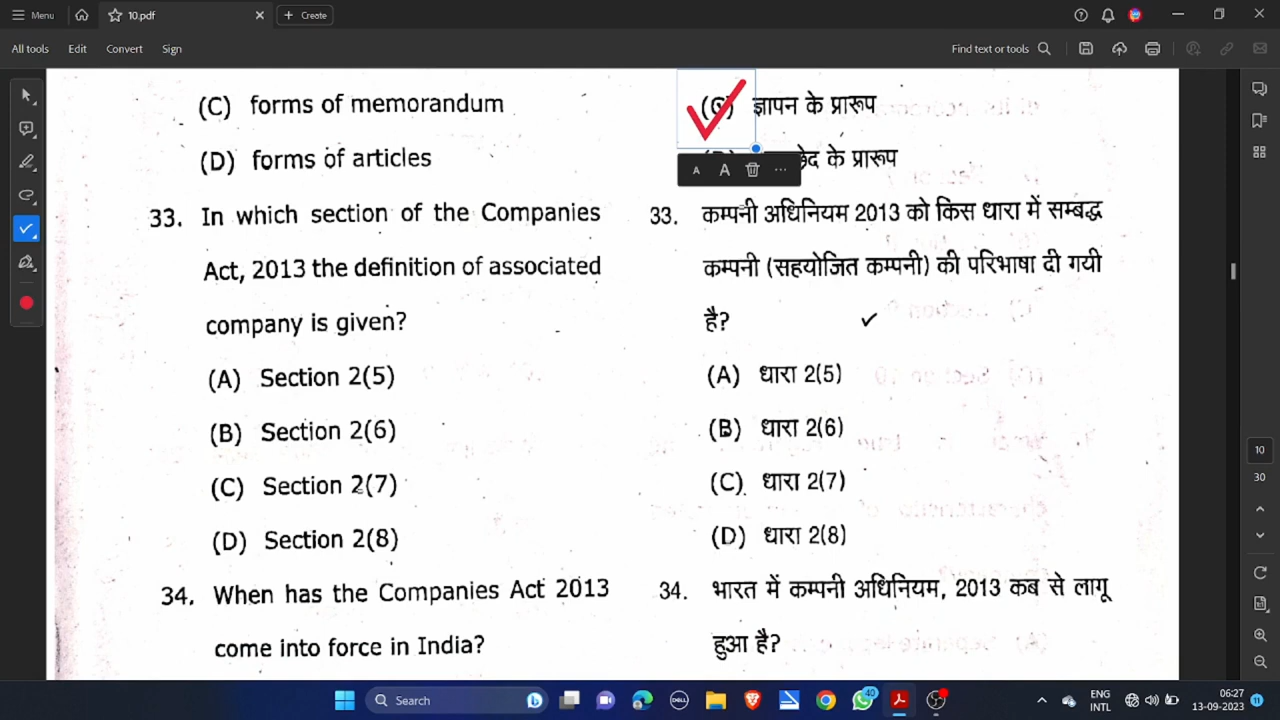 Menu
10.pdf
Create
All tools Edit Convert Sign
Find text or tools
(C) forms of memorandum
(D) forms of articles
33. In which section of the Companies
Act, 2013 the definition of associated
company is given?
(A) Section 2(5)
(B) Section 2(6)
(C) Section 2(7)
(D) Section 2(8)
34. When has the Companies Act 2013
come into force in India?
(C) ज्ञापन के प्रारूप
के प्रारूप
33. कम्पनी अधिनियम 2013 को किस धारा में सम्बद्ध
कम्पनी (सहयोजित कम्पनी) की परिभाषा दी गयी
है?
(A) धारा 2(5)
(B) धारा 2(6)
(C) धारा 2(7)
(D) धारा 2(8)
34. भारत में कम्पनी अधिनियम, 2013 कब से लागू
हुआ है?
A A
10
30
Search
DELL
40
ENG
INTL
06:27
13-09-2023